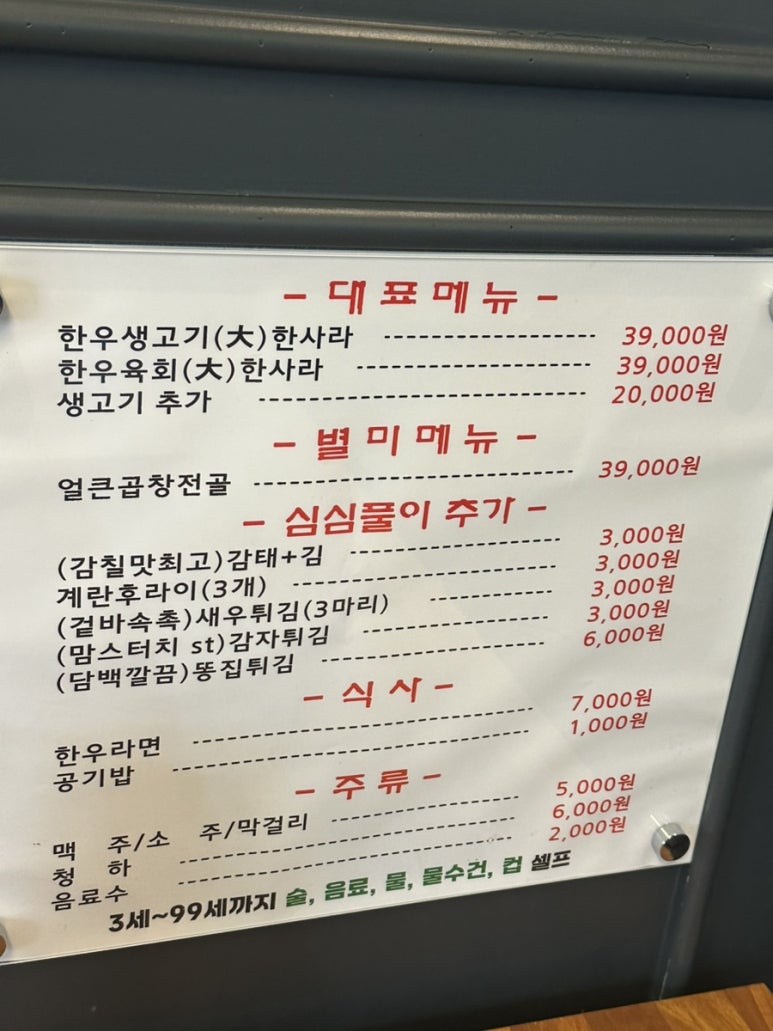 - 대표메뉴 -
한우생고기(大)한사라 39,000원
한우육회(大)한사라 39,000원
생고기 추가 20,000원
- 별미메뉴 -
얼큰곱창전골 39,000원
- 심심풀이 추가 -
(감칠맛최고)감태+김 3,000원
계란후라이(3개) 3,000원
(겉바속촉)새우튀김(3마리) 3,000원
(맘스터치 st)감자튀김 3,000원
(담백깔끔)똥집튀김 6,000원
- 식사 -
한우라면 7,000원
공기밥 1,000원
- 주류 -
맥 주/소 주/막걸리 5,000원
청 하 6,000원
음료수 2,000원
3세~99세까지 술, 음료, 물, 물수건, 컵 셀프